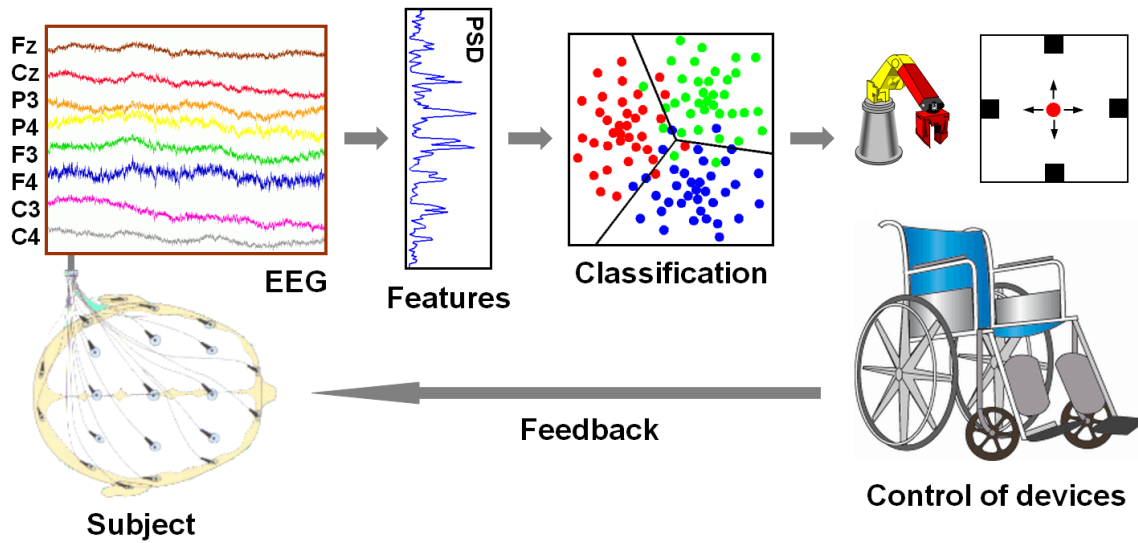 Fz
Cz
P3
P4
F3
F4
C3
C4
EEG
PSD
Features
Classification
Control of devices
Feedback
Subject